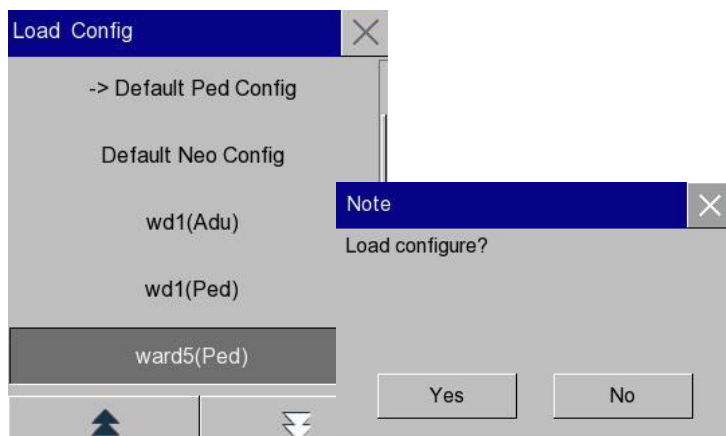 Load Config
-> Default Ped Config
Default Neo Config
wd1(Adu)
wd1(Ped)
ward5(Ped)
Note
Load configure?
Yes
No